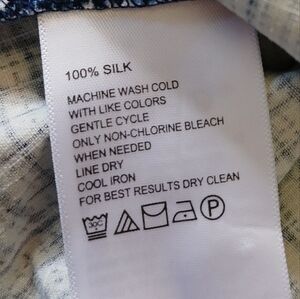 100% SILK
MACHINE WASH COLD
WITH LIKE COLORS
GENTLE CYCLE
ONLY NON-CHLORINE BLEACH
WHEN NEEDED
LINE DRY
COOL IRON
FOR BEST RESULTS DRY CLEAN
30C P